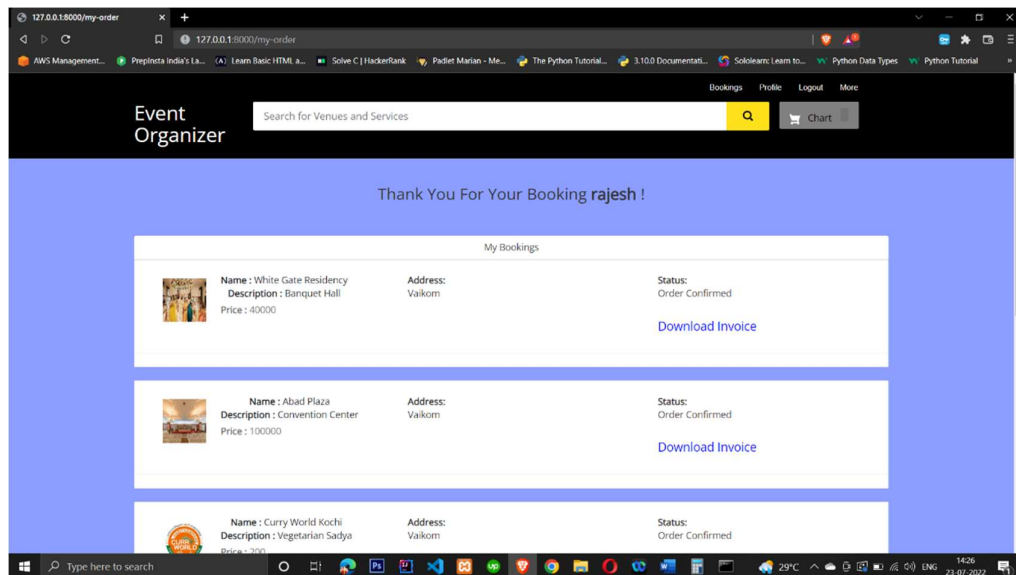 127.0.0.1:8000/my-order
127.0.0.1:8000/my-order
AWS Management... PrepInsta India's La... Learn Basic HTML a... Solve C | HackerRank Padlet Marian - Me... The Python Tutorial... 3.10.0 Documentati... Sololearn: Learn to... Python Data Types Python Tutorial »
Bookings Profile Logout More
Event
Organizer
Search for Venues and Services
Chart
Thank You For Your Booking rajesh !
My Bookings
Name : White Gate Residency
Description : Banquet Hall
Price : 40000
Address:
Vaikom
Status:
Order Confirmed
Download Invoice
Name : Abad Plaza
Description : Convention Center
Price : 100000
Address:
Vaikom
Status:
Order Confirmed
Download Invoice
CURRY
WORLD
Name : Curry World Kochi
Description : Vegetarian Sadya
Price : 200
Address:
Vaikom
Status:
Order Confirmed
Type here to search
Ps
up
29°C
ENG
14:26
23-07-2022